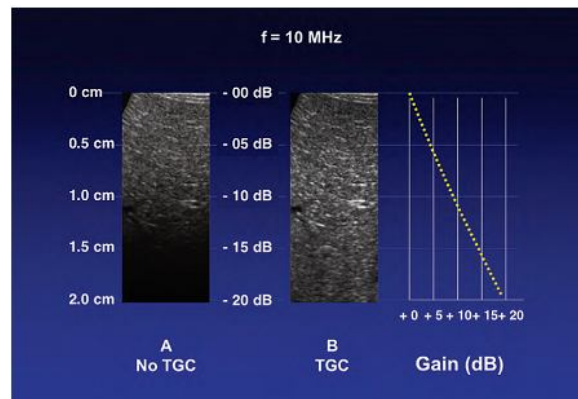 f = 10 MHz
0 cm - 00 dB
0.5 cm - 05 dB
1.0 cm - 10 dB
1.5 cm - 15 dB
2.0 cm - 20 dB
+ 0 + 5 + 10 + 15 + 20
A B
No TGC TGC Gain (dB)